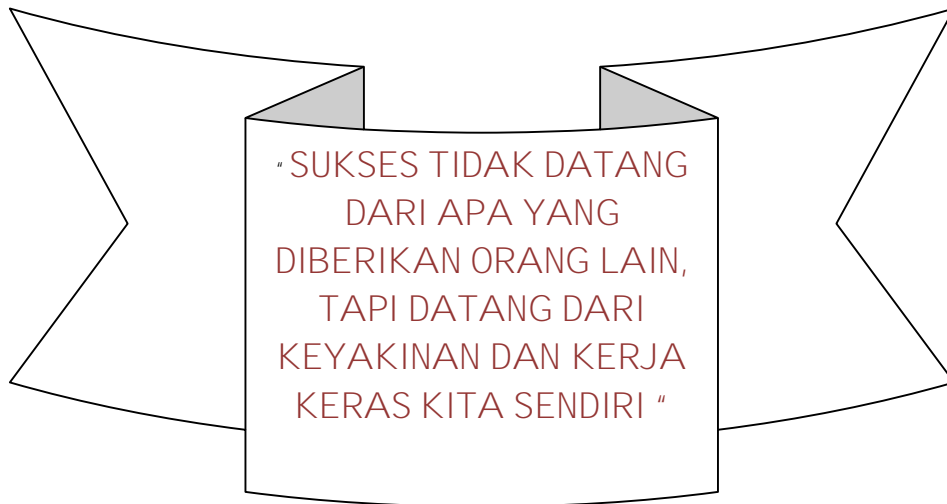 " SUKSES TIDAK DATANG
DARI APA YANG
DIBERIKAN ORANG LAIN,
TAPI DATANG DARI
KEYAKINAN DAN KERJA
KERAS KITA SENDIRI "